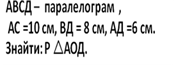 АВСД – паралелограм ,
АС =10 см, ВД = 8 см, АД =6 см.
Знайти: Р △АОД.